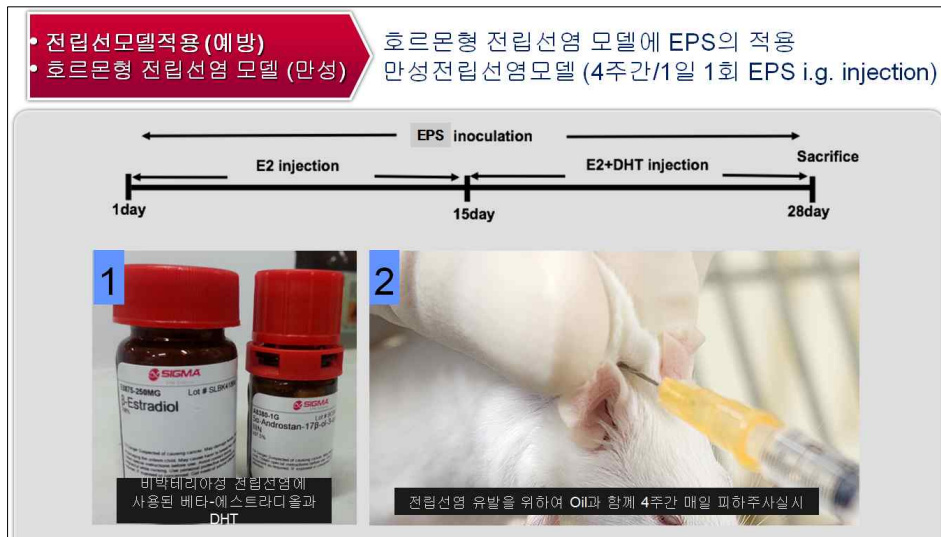 • 전립선모델적용 (예방)
• 호르몬형 전립선염 모델 (만성)
호르몬형 전립선염 모델에 EPS의 적용
만성전립선염모델 (4주간/1일 1회 EPS i.g. injection)
EPS inoculation
E2 injection
E2+DHT injection
Sacrifice
1day
15day
28day
1
SIGMA
Lot # SLBK4
β-Estradiol
SIGMA
A8380-1G
Lot #
비박테리아성 전립선염에
사용된 베타-에스트라디올과
DHT
2
전립선염 유발을 위하여 Oil과 함께 4주간 매일 피하주사실시